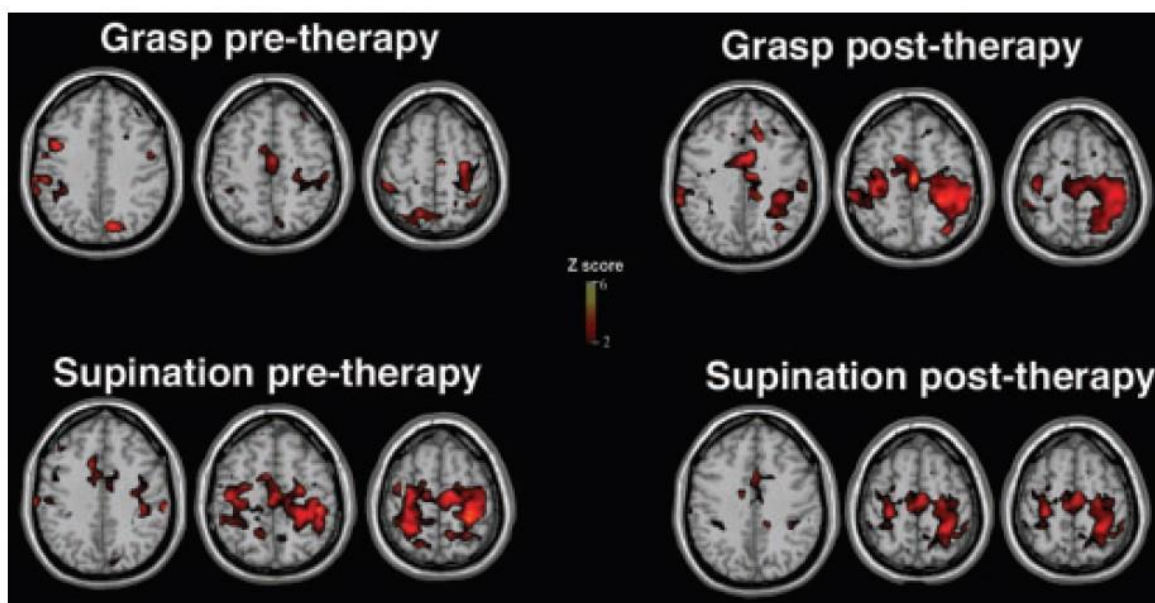 Grasp pre-therapy
Grasp post-therapy
Z score
6
2
Supination pre-therapy
Supination post-therapy